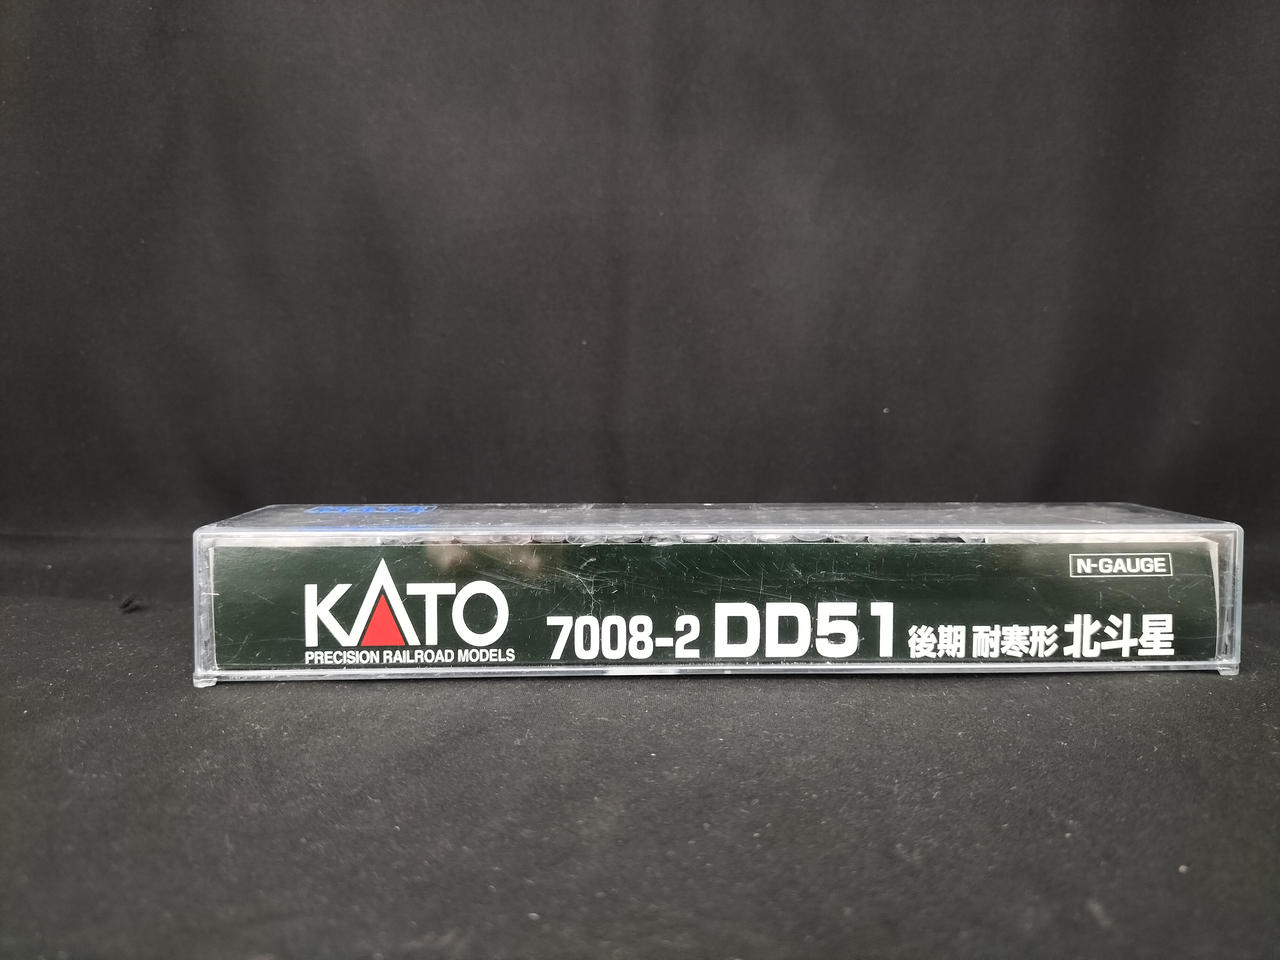 N-GAUGE
KATO 7008-2 DD51 後期 耐寒形 北斗星
PRECISION RAILROAD MODELS